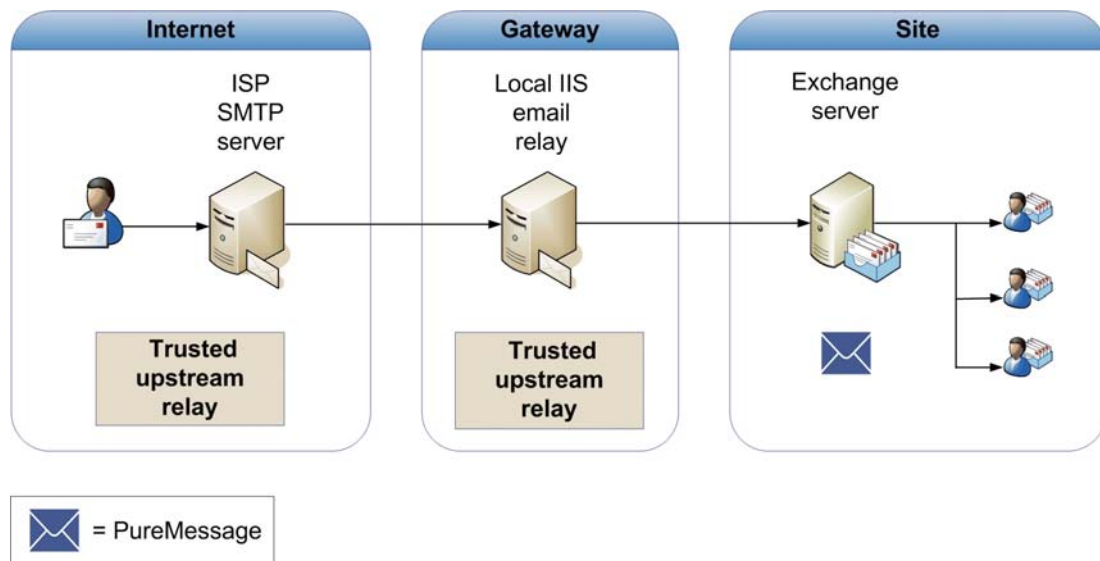 Internet
Gateway
Site
ISP
SMTP
server
Local IIS
email
relay
Exchange
server
Trusted
upstream
relay
Trusted
upstream
relay
= PureMessage